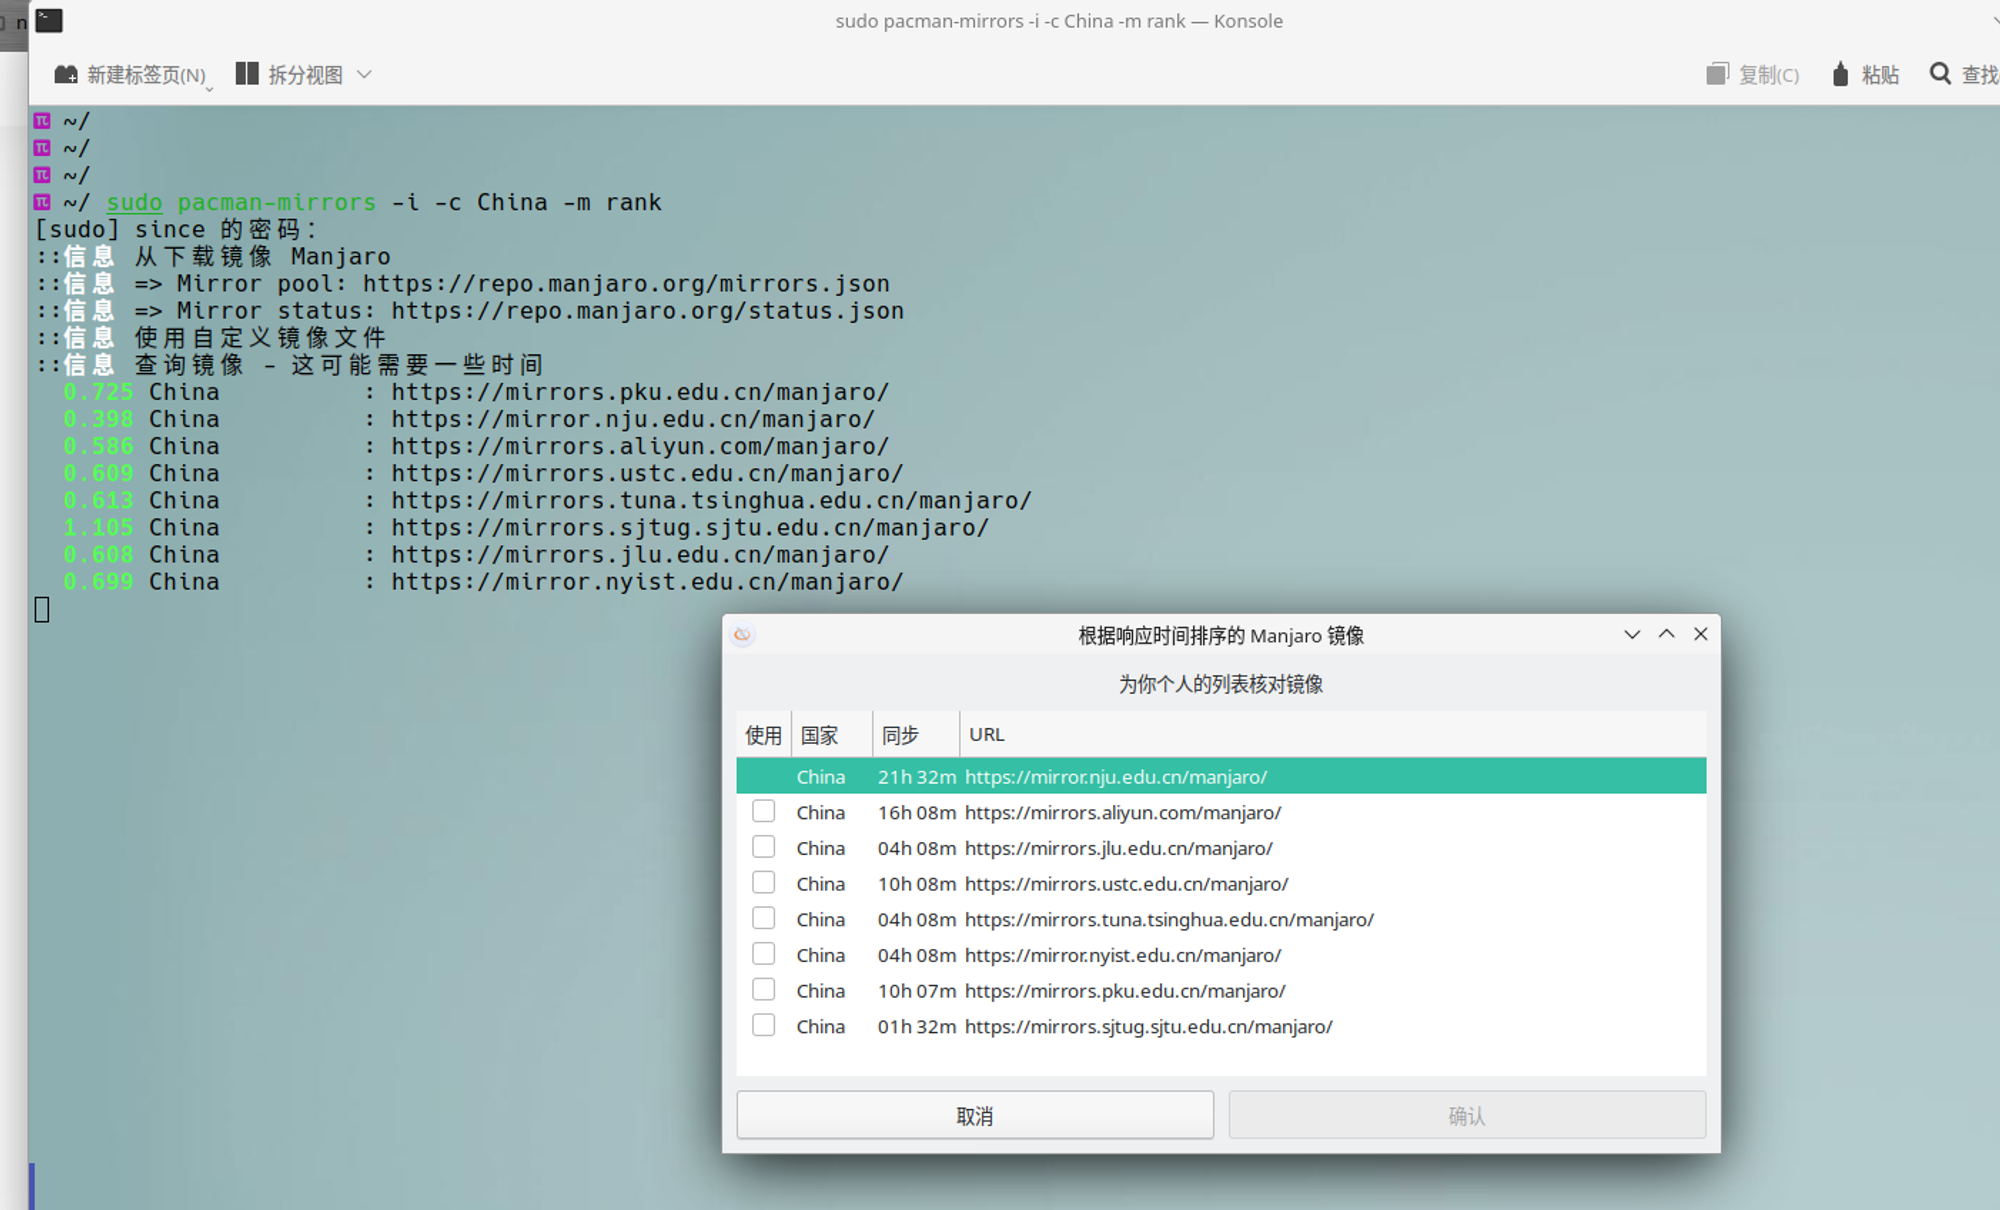 sudo pacman-mirrors -i -c China -m rank — Konsole
新建标签页(N) 拆分视图 复制(C) 粘贴 查找
~/
~/
~/
~/ sudo pacman-mirrors -i -c China -m rank
[sudo] since 的密码：
::信息 从下载镜像 Manjaro
::信息 => Mirror pool: https://repo.manjaro.org/mirrors.json
::信息 => Mirror status: https://repo.manjaro.org/status.json
::信息 使用自定义镜像文件
::信息 查询镜像 - 这可能需要一些时间
0.725 China : https://mirrors.pku.edu.cn/manjaro/
0.398 China : https://mirror.nju.edu.cn/manjaro/
0.586 China : https://mirrors.aliyun.com/manjaro/
0.609 China : https://mirrors.ustc.edu.cn/manjaro/
0.613 China : https://mirrors.tuna.tsinghua.edu.cn/manjaro/
1.105 China : https://mirrors.sjtug.sjtu.edu.cn/manjaro/
0.608 China : https://mirrors.jlu.edu.cn/manjaro/
0.699 China : https://mirror.nyist.edu.cn/manjaro/
根据响应时间排序的 Manjaro 镜像
为你个人的列表核对镜像
使用 国家 同步 URL
China 21h 32m https://mirror.nju.edu.cn/manjaro/
China 16h 08m https://mirrors.aliyun.com/manjaro/
China 04h 08m https://mirrors.jlu.edu.cn/manjaro/
China 10h 08m https://mirrors.ustc.edu.cn/manjaro/
China 04h 08m https://mirrors.tuna.tsinghua.edu.cn/manjaro/
China 04h 08m https://mirror.nyist.edu.cn/manjaro/
China 10h 07m https://mirrors.pku.edu.cn/manjaro/
China 01h 32m https://mirrors.sjtug.sjtu.edu.cn/manjaro/
取消 确认